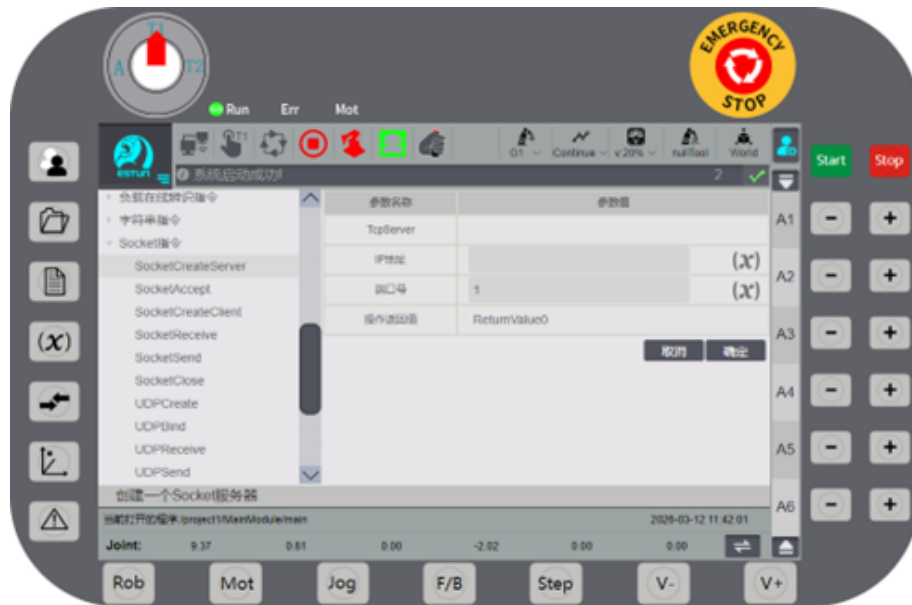 T1
A
T2
EMERGENCY
STOP
Run Err Mot
T1
G1 Continue v20% nullTool World
ESTUN
系统启动成功!
2
Start Stop
负载在线辨识指令
字符串指令
Socket指令
SocketCreateServer
SocketAccept
SocketCreateClient
SocketReceive
SocketSend
SocketClose
UDPCreate
UDPBind
UDPReceive
UDPSend
参数名称 参数值
TcpServer
IP地址 (x)
端口号 1 (x)
操作返回值 ReturnValue0
取消 确定
A1 - +
A2 - +
A3 - +
A4 - +
A5 - +
A6 - +
(x)
创建一个Socket服务器
当前打开的程序:/project1/MainModule/main 2026-03-12 11:42:01
Joint: 9.37 0.81 0.00 -2.02 0.00 0.00
Rob Mot Jog F/B Step V- V+